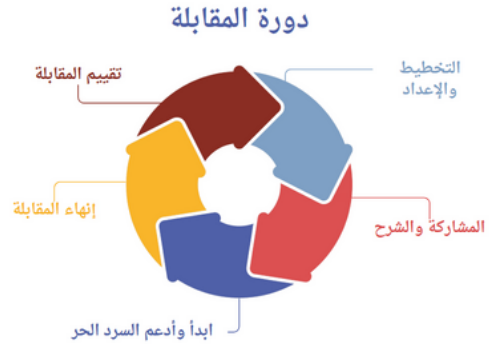 دورة المقابلة
التخطيط
والإعداد
المشاركة والشرح
ابدأ وأدعم السرد الحر
إنهاء المقابلة
تقييم المقابلة